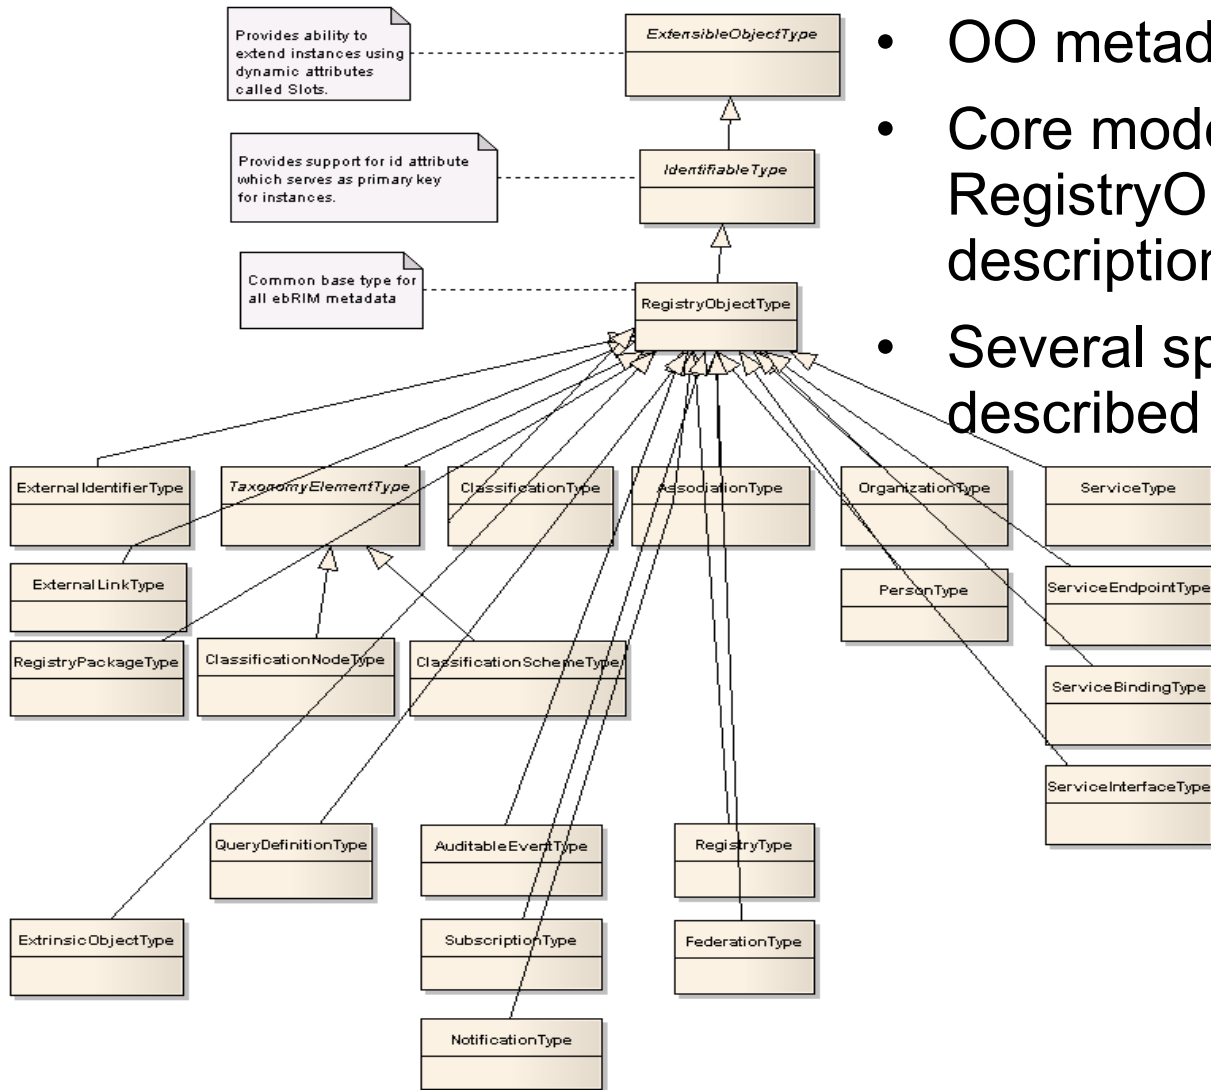 Provides ability to
extend instances using
dynamic attributes
called Slots.
ExtensibleObjectType
Provides support for id attribute
which serves as primary key
for instances.
IdentifiableType
Common base type for
all ebRIM metadata
RegistryObjectType
• OO metad
• Core mode
RegistryO
description
• Several sp
described
ExternalIdentifierType
TaxonomyElementType
ClassificationType
AssociationType
OrganizationType
ServiceType
ExternalLinkType
PersonType
ServiceEndpointType
RegistryPackageType
ClassificationNodeType
ClassificationSchemeType
ServiceBindingType
ServiceInterfaceType
QueryDefinitionType
AuditableEventType
RegistryType
ExtrinsicObjectType
SubscriptionType
FederationType
NotificationType